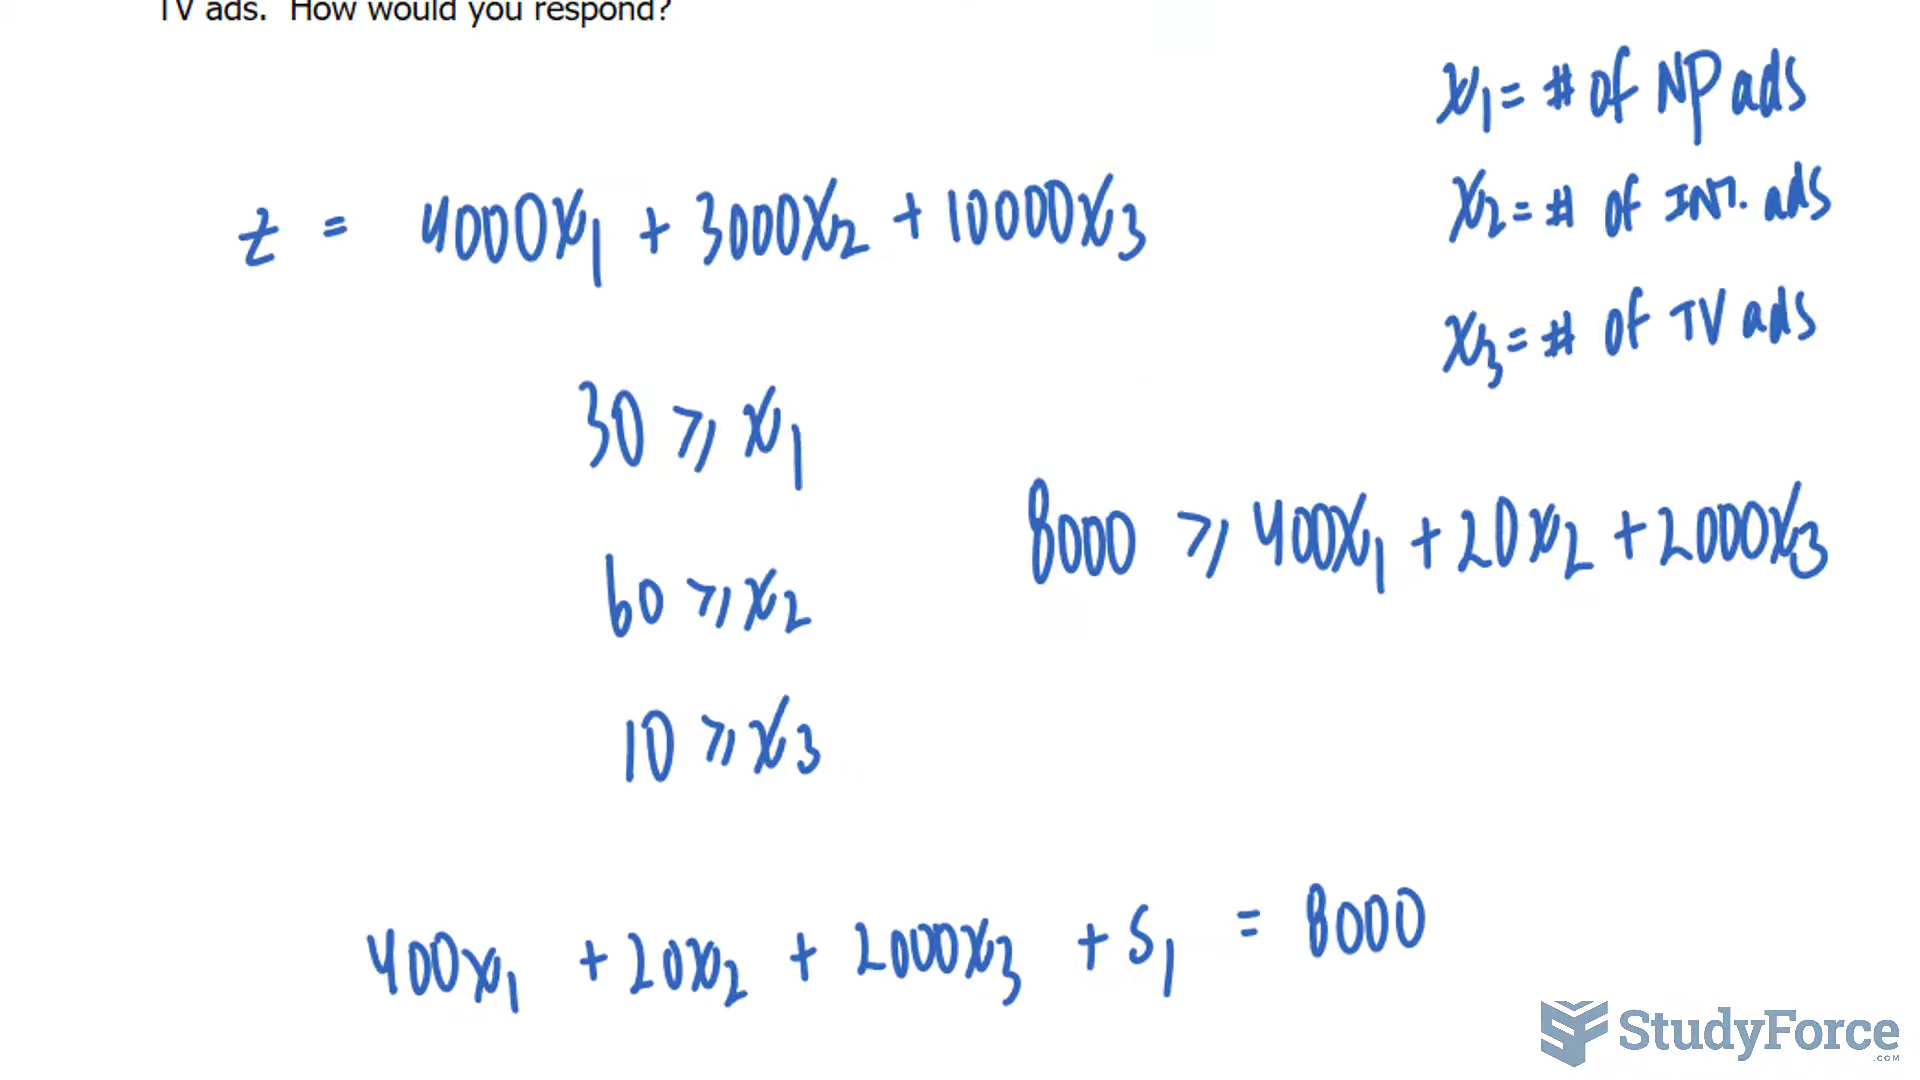 TV ads. How would you respond?
x₁ = # of NP ads
x₂ = # of INT. ads
z = 4000x₁ + 3000x₂ + 10000x₃
x₃ = # of TV ads
30 ⩾ x₁
8000 ⩾ 400x₁ + 20x₂ + 2000x₃
60 ⩾ x₂
10 ⩾ x₃
400x₁ + 20x₂ + 2000x₃ + S₁ = 8000
StudyForce
.COM